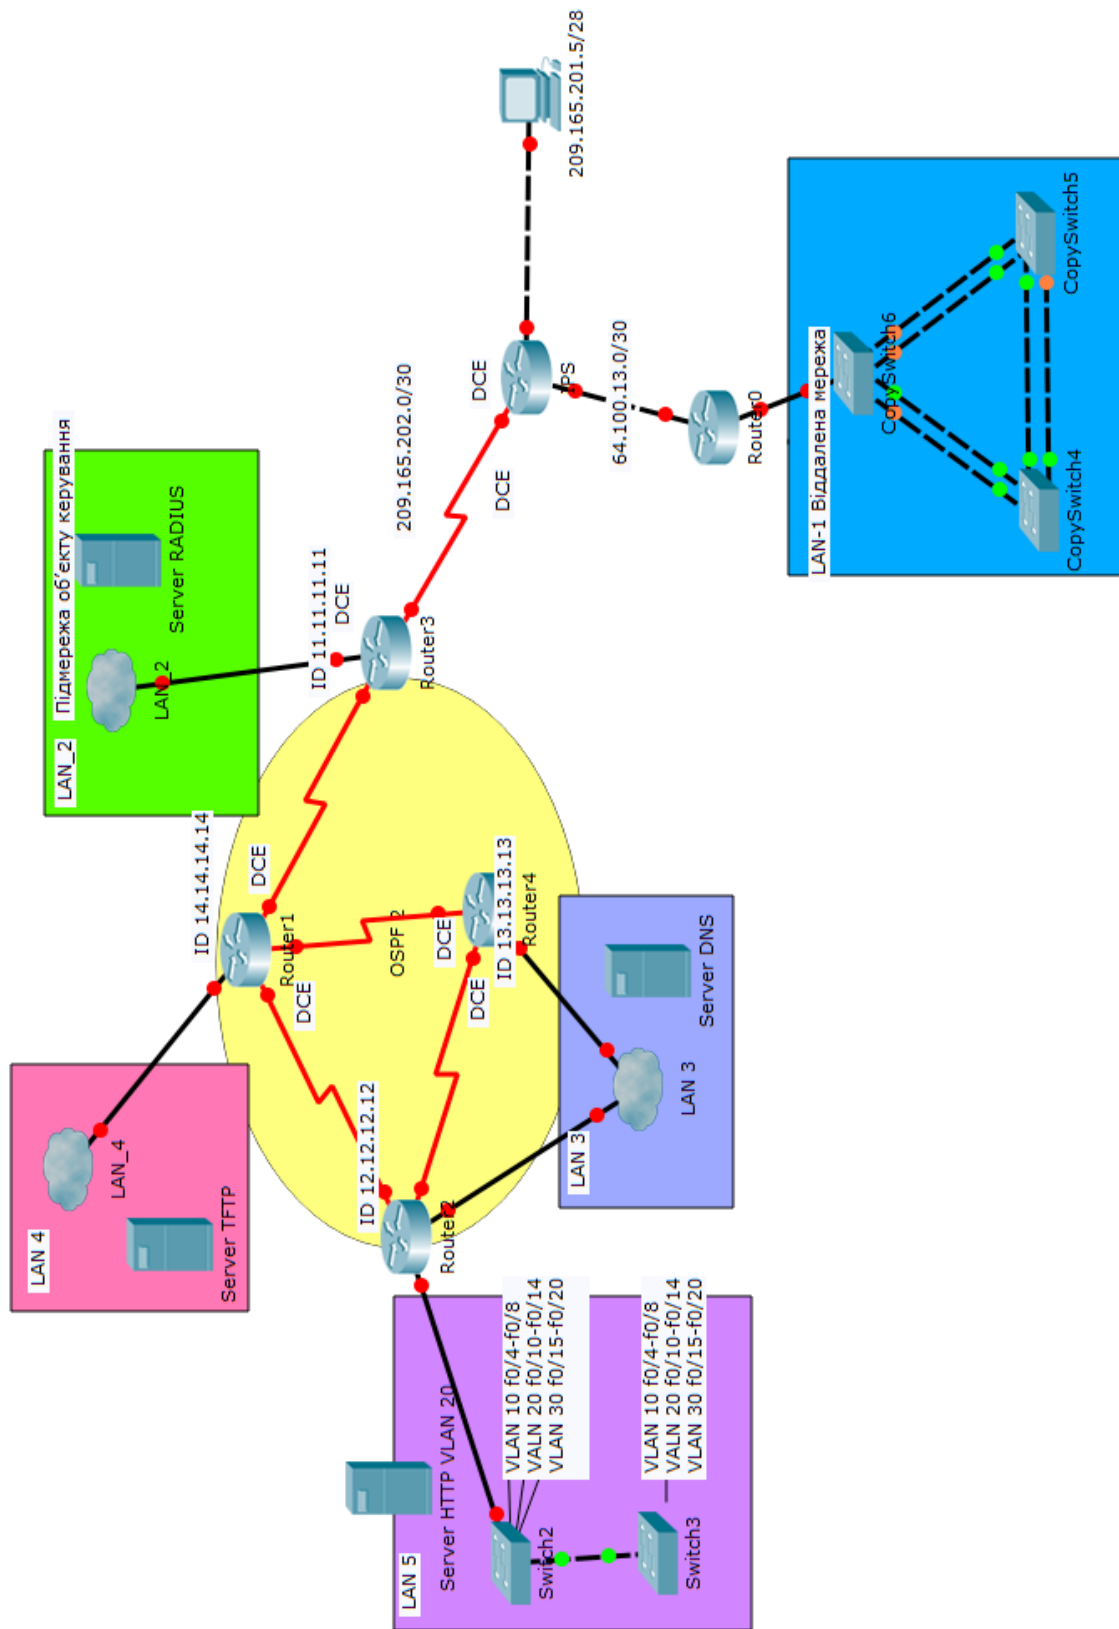 LAN 5
Server HTTP VLAN 20
Switch2
VLAN 10 f0/4-f0/8
VALN 20 f0/10-f0/14
VLAN 30 f0/15-f0/20
Switch3
VLAN 10 f0/4-f0/8
VALN 20 f0/10-f0/14
VLAN 30 f0/15-f0/20
LAN 4
LAN_4
Server TFTP
ID 12.12.12.12
Router2
ID 14.14.14.14
Router1
DCE
DCE
OSPF 2
DCE
DCE
ID 13.13.13.13
Router4
LAN 3
LAN 3
Server DNS
LAN_2
Підмережа об'єкту керування
LAN_2
Server RADIUS
ID 11.11.11.11
DCE
Router3
209.165.202.0/30
DCE
DCE
209.165.201.5/28
64.100.13.0/30
Router0
LAN-1 Віддалена мережа
CopySwitch6
CopySwitch4
CopySwitch5